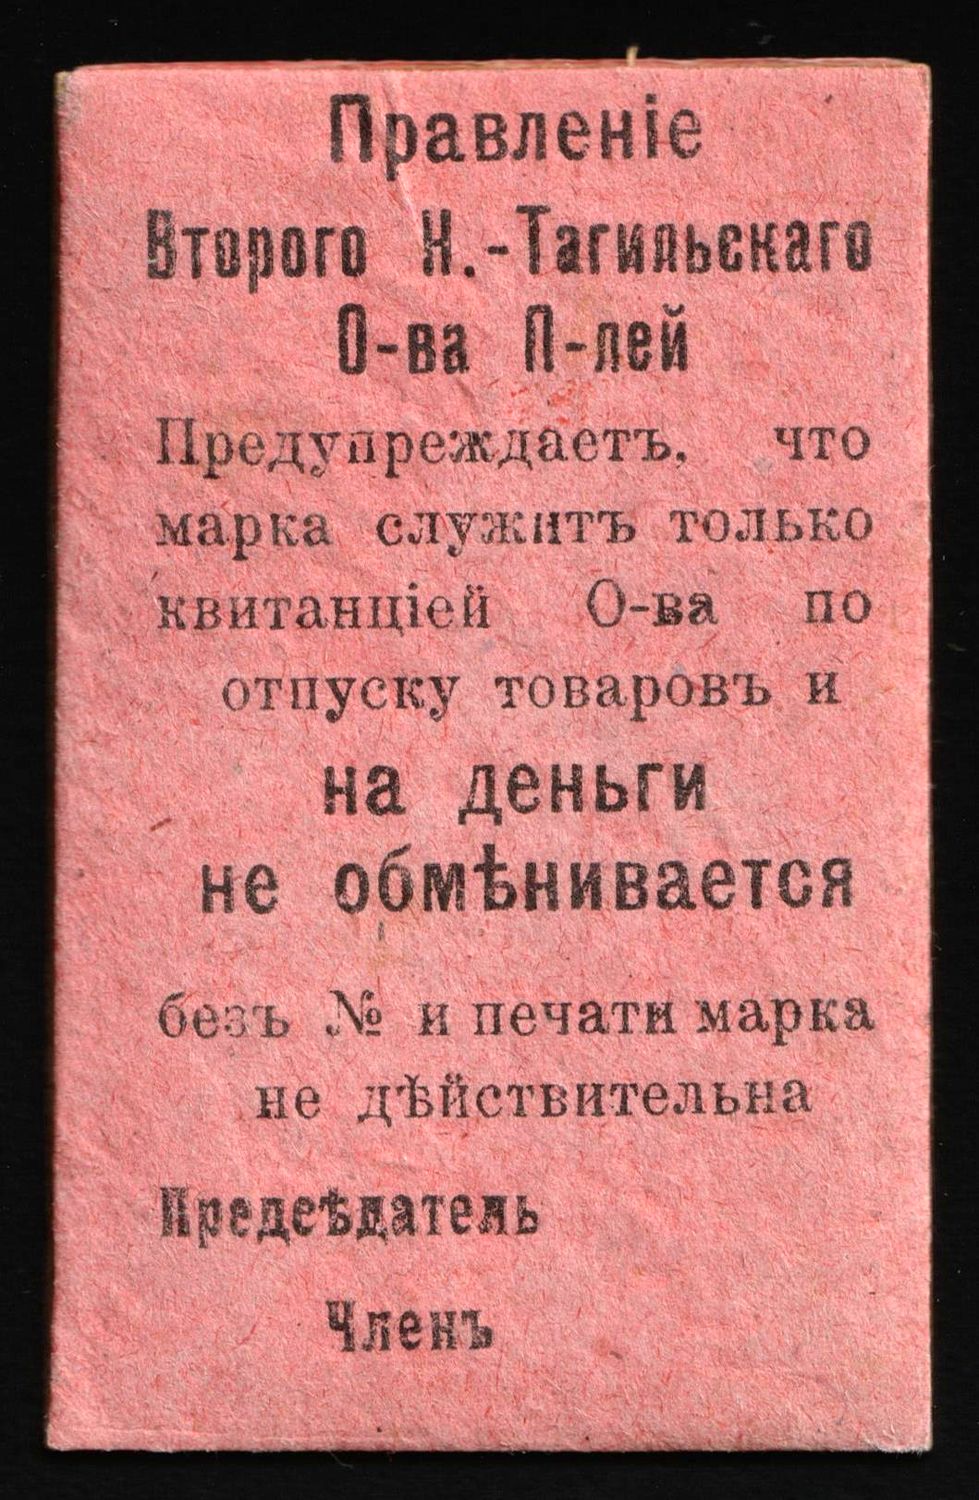 Правленіе
Второго Н.-Тагильскаго
О-ва П-лей
Предупреждаетъ, что
марка служитъ только
квитанціей О-ва по
отпуску товаровъ и
на деньги
не обмѣнивается
безъ № и печати марка
не дѣйствительна
Предсѣдатель
Членъ